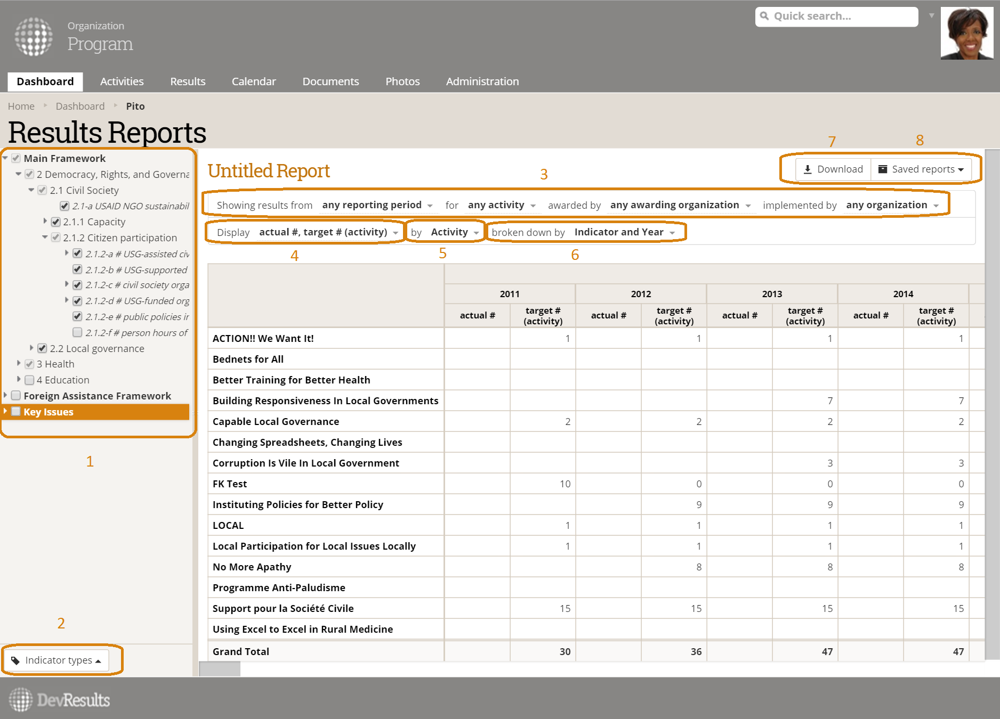 Organization
Program
Quick search...
Dashboard Activities Results Calendar Documents Photos Administration
Home Dashboard Pito
Results Reports
7 8
Main Framework
2 Democracy, Rights, and Governa
2.1 Civil Society
2.1-a USAID NGO sustainabil
2.1.1 Capacity
2.1.2 Citizen participation
2.1.2-a # USG-assisted civ
2.1.2-b # USG-supported
2.1.2-c # civil society orga
2.1.2-d # USG-funded org
2.1.2-e # public policies ir
2.1.2-f # person hours of
2.2 Local governance
3 Health
4 Education
Foreign Assistance Framework
Key Issues
1
2
Indicator types
Untitled Report
3
Download Saved reports
Showing results from any reporting period for any activity awarded by any awarding organization implemented by any organization
Display actual #, target # (activity) by Activity broken down by Indicator and Year
4 5 6
2011 2012 2013 2014
actual # target # (activity) actual # target # (activity) actual # target # (activity) actual # target # (activity)
ACTION!! We Want It! 1 1 1 1
Bednets for All
Better Training for Better Health
Building Responsiveness In Local Governments 7 7
Capable Local Governance 2 2 2 2
Changing Spreadsheets, Changing Lives
Corruption Is Vile In Local Government 3 3
FK Test 10 0 0 0
Instituting Policies for Better Policy 9 9 9
LOCAL 1 1 1 1
Local Participation for Local Issues Locally 1 1 1 1
No More Apathy 8 8 8
Programme Anti-Paludisme
Support pour la Société Civile 15 15 15 15
Using Excel to Excel in Rural Medicine
Grand Total 30 36 47 47
DevResults